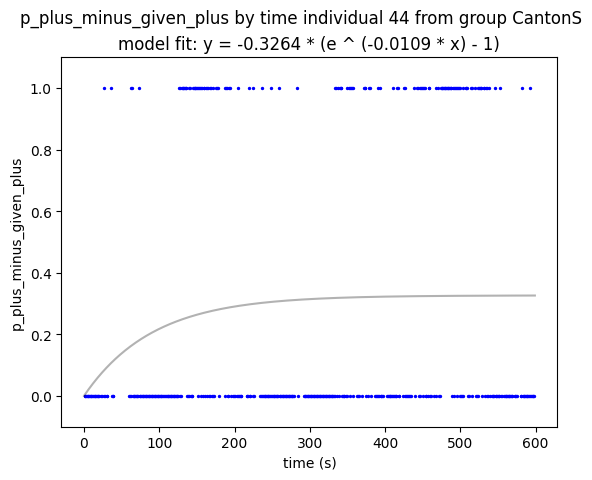 p_plus_minus_given_plus by time individual 44 from group CantonS
model fit: y = -0.3264 * (e ^ (-0.0109 * x) - 1)
1.0
0.8
0.6
0.4
0.2
0.0
p_plus_minus_given_plus
0 100 200 300 400 500 600
time (s)